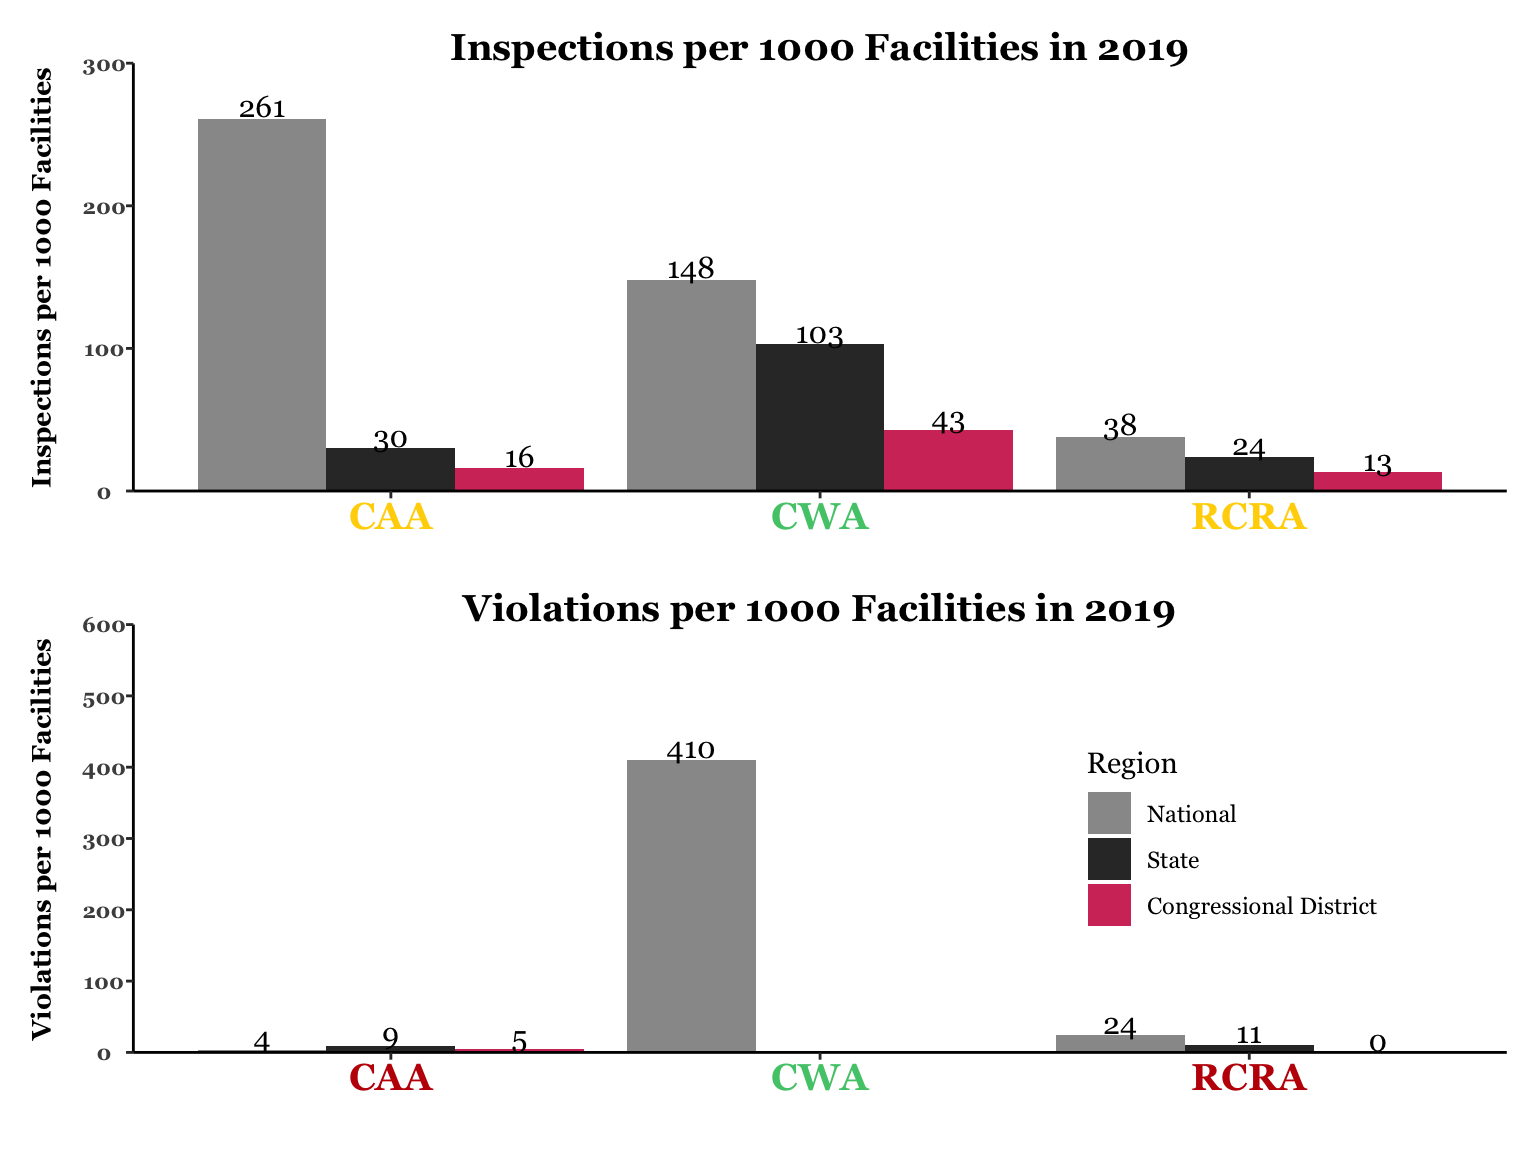 Inspections per 1000 Facilities in 2019
Inspections per 1000 Facilities
300
200
100
0
261
30
16
148
103
43
38
24
13
CAA
CWA
RCRA
Violations per 1000 Facilities in 2019
Violations per 1000 Facilities
600
500
400
300
200
100
0
4
9
5
410
24
11
0
Region
National
State
Congressional District
CAA
CWA
RCRA